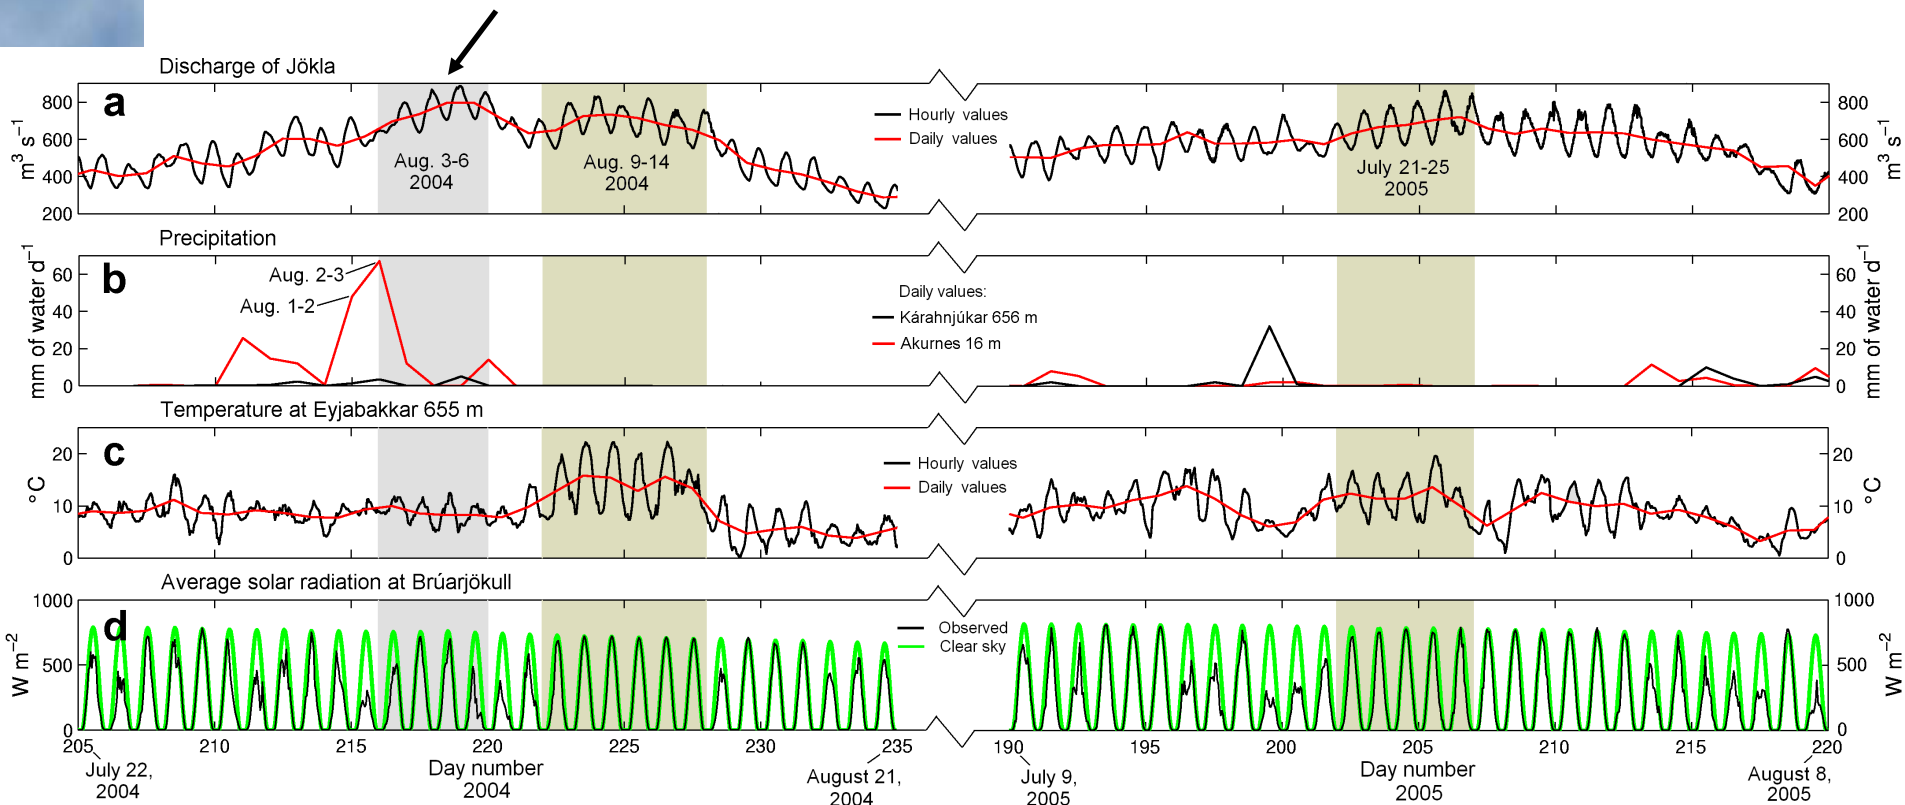 Discharge of Jökla
a
800
600
400
200
m³ s⁻¹
Aug. 3-6
2004
Aug. 9-14
2004
Hourly values
Daily values
July 21-25
2005
800
600
400
200
m³ s⁻¹
Precipitation
b
60
40
20
0
mm of water d⁻¹
Aug. 2-3
Aug. 1-2
Daily values:
Kárahnjúkar 656 m
Akurnes 16 m
60
40
20
0
mm of water d⁻¹
Temperature at Eyjabakkar 655 m
c
20
10
0
°C
Hourly values
Daily values
20
10
0
°C
Average solar radiation at Brúarjökull
d
1000
500
0
W m⁻²
Observed
Clear sky
1000
500
0
W m⁻²
205 210 215 220 225 230 235
July 22,
2004
Day number
2004
August 21,
2004
190 195 200 205 210 215 220
July 9,
2005
Day number
2005
August 8,
2005